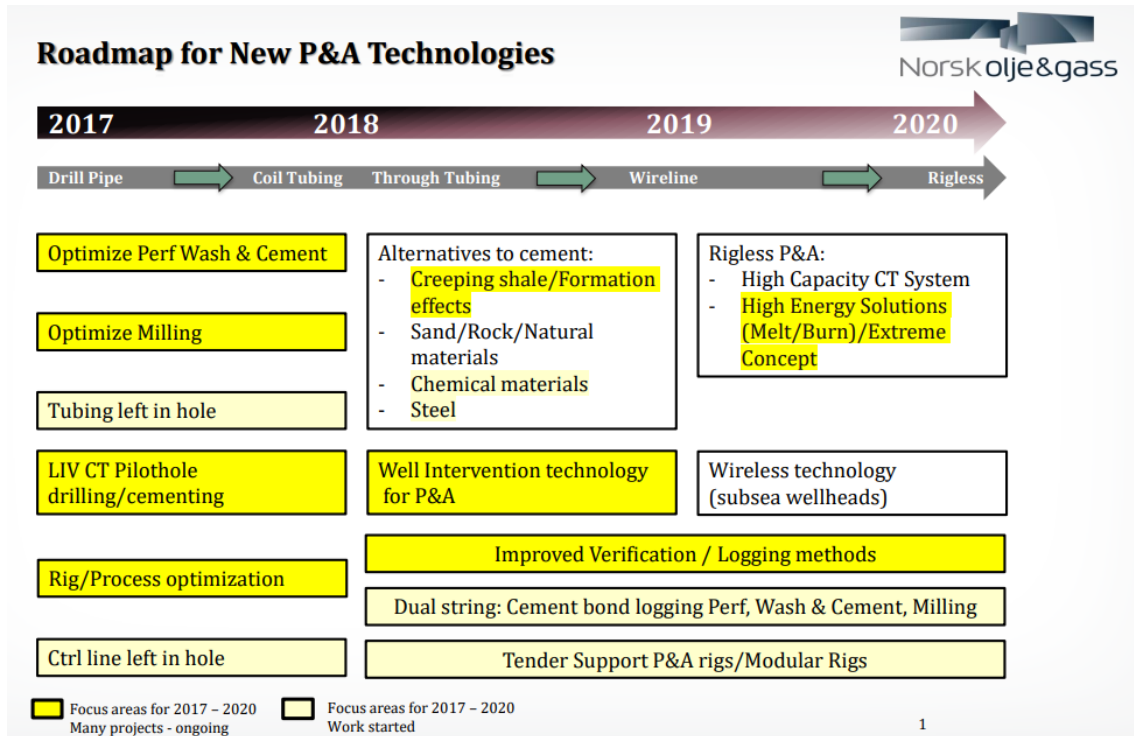 Roadmap for New P&A Technologies
Norskolje&gass
2017 2018 2019 2020
Drill Pipe Coil Tubing Through Tubing Wireline Rigless
Optimize Perf Wash & Cement
Optimize Milling
Tubing left in hole
LIV CT Pilothole
drilling/cementing
Rig/Process optimization
Ctrl line left in hole
Alternatives to cement:
- Creeping shale/Formation
effects
- Sand/Rock/Natural
materials
- Chemical materials
- Steel
Well Intervention technology
for P&A
Rigless P&A:
- High Capacity CT System
- High Energy Solutions
(Melt/Burn)/Extreme
Concept
Wireless technology
(subsea wellheads)
Improved Verification / Logging methods
Dual string: Cement bond logging Perf, Wash & Cement, Milling
Tender Support P&A rigs/Modular Rigs
Focus areas for 2017 – 2020
Many projects - ongoing
Focus areas for 2017 – 2020
Work started
1